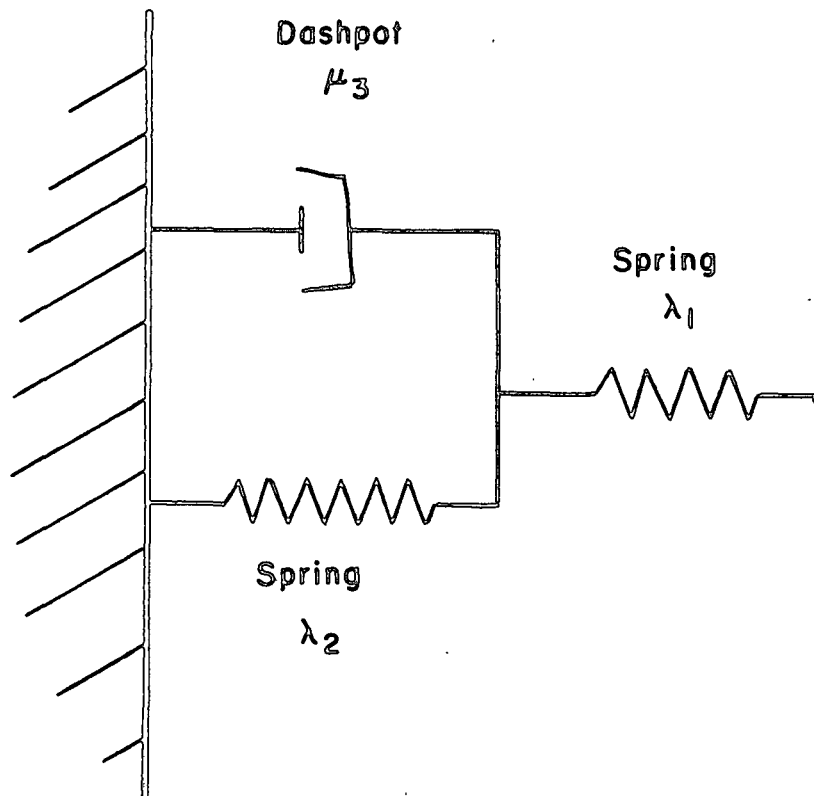 Dashpot
μ3
Spring
λ1
Spring
λ2